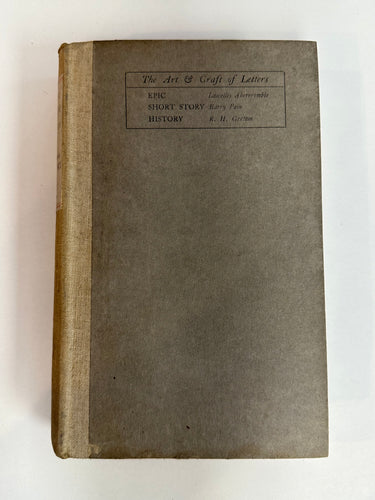 The Art & Craft of Letters
EPIC Lascelles Abercrombie
SHORT STORY Barry Pain
HISTORY R. H. Gretton